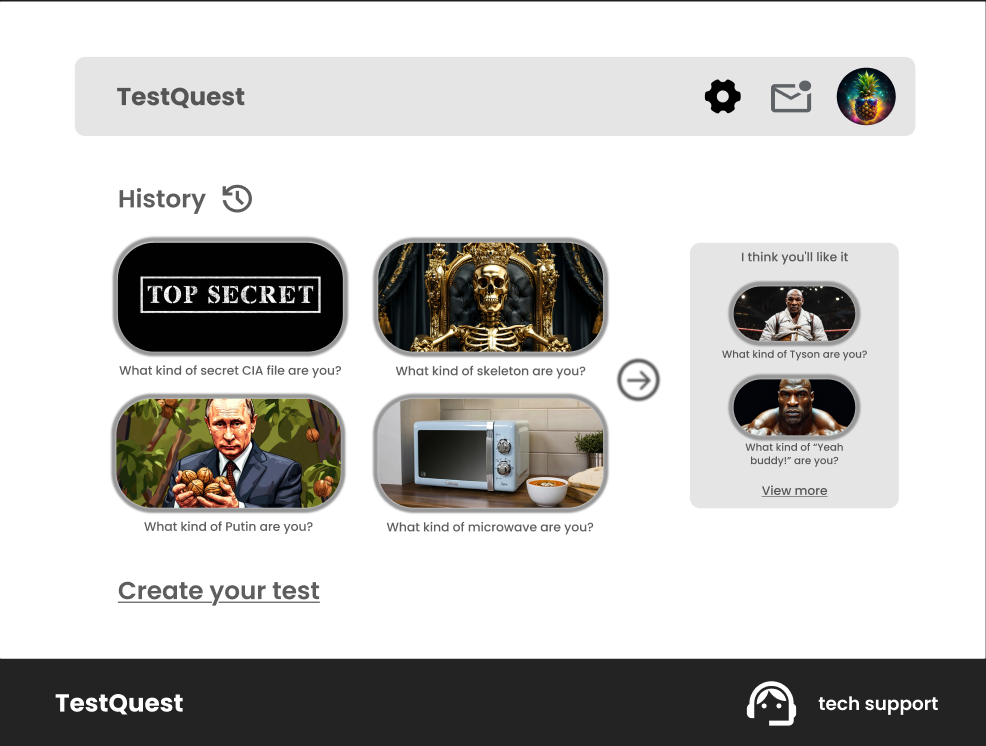 TestQuest
History
TOP SECRET
What kind of secret CIA file are you?
What kind of skeleton are you?
What kind of Putin are you?
What kind of microwave are you?
I think you'll like it
What kind of Tyson are you?
What kind of “Yeah
buddy!” are you?
View more
Create your test
TestQuest
tech support